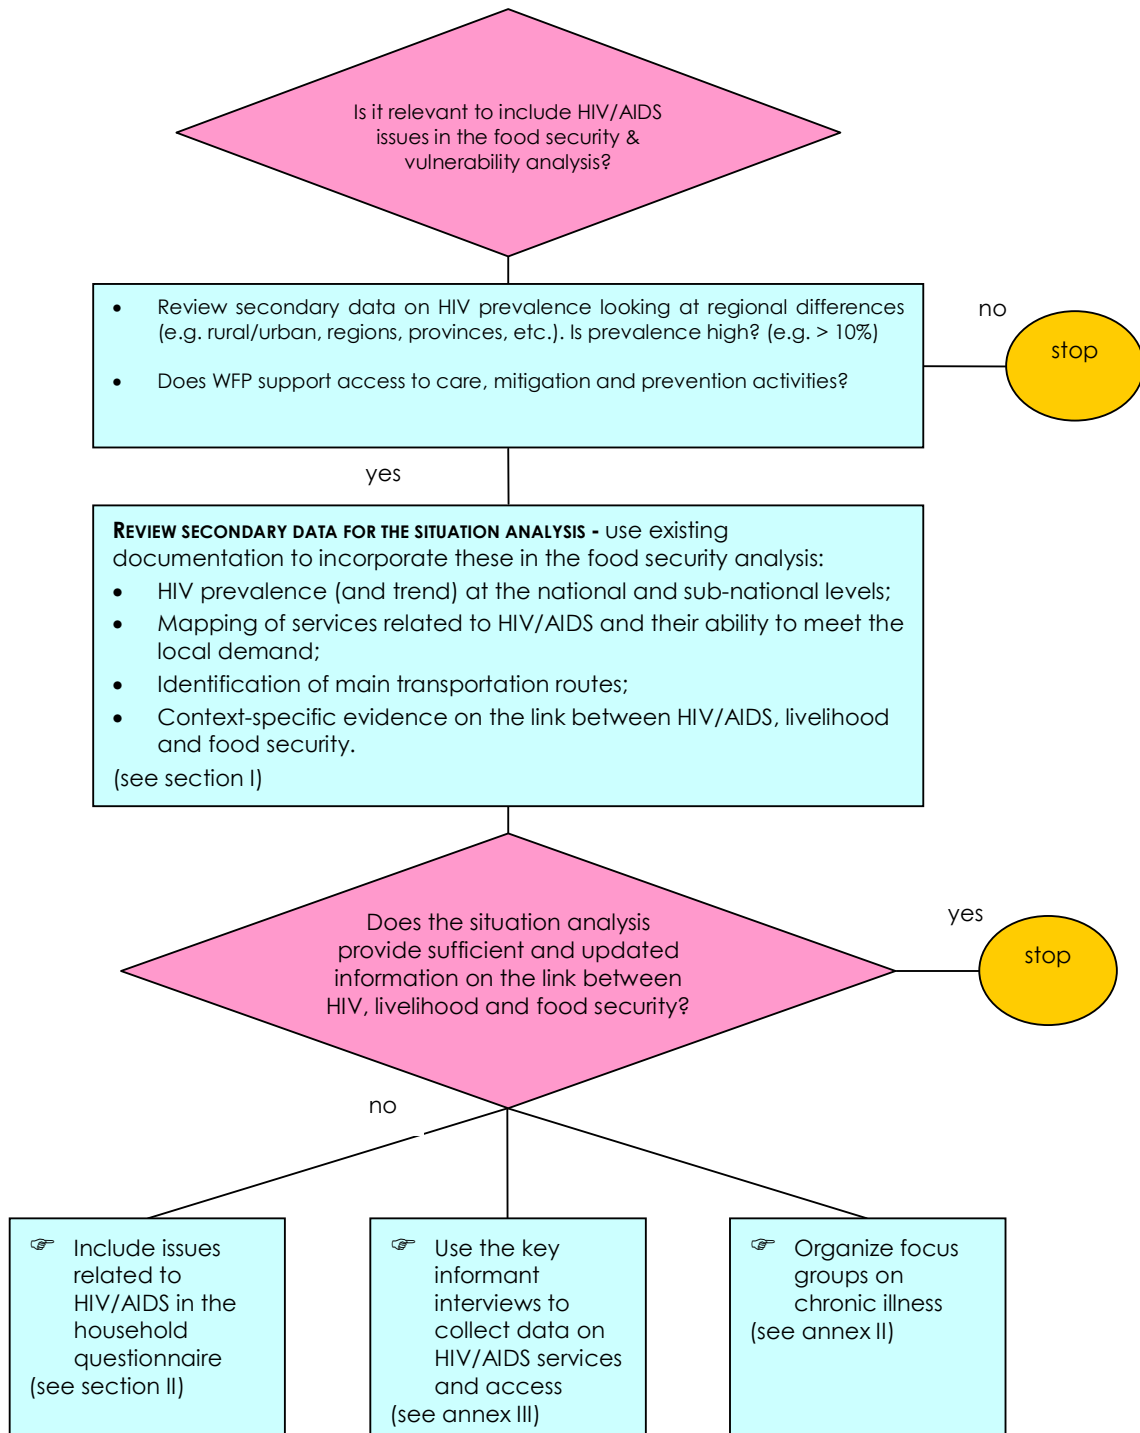 Is it relevant to include HIV/AIDS
issues in the food security &
vulnerability analysis?
• Review secondary data on HIV prevalence looking at regional differences
(e.g. rural/urban, regions, provinces, etc.). Is prevalence high? (e.g. > 10%)
• Does WFP support access to care, mitigation and prevention activities?
no
stop
yes
REVIEW SECONDARY DATA FOR THE SITUATION ANALYSIS - use existing
documentation to incorporate these in the food security analysis:
• HIV prevalence (and trend) at the national and sub-national levels;
• Mapping of services related to HIV/AIDS and their ability to meet the
local demand;
• Identification of main transportation routes;
• Context-specific evidence on the link between HIV/AIDS, livelihood
and food security.
(see section I)
Does the situation analysis
provide sufficient and updated
information on the link between
HIV, livelihood and food security?
yes
stop
no
☞ Include issues
related to
HIV/AIDS in the
household
questionnaire
(see section II)
☞ Use the key
informant
interviews to
collect data on
HIV/AIDS services
and access
(see annex III)
☞ Organize focus
groups on
chronic illness
(see annex II)